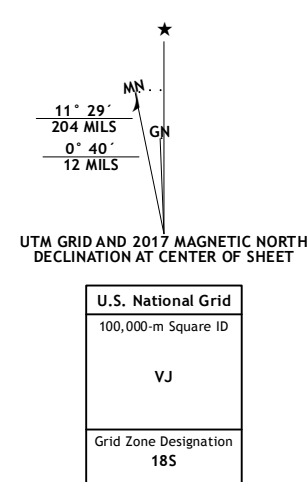 ★
MN
11° 29´
204 MILS
GN
0° 40´
12 MILS
UTM GRID AND 2017 MAGNETIC NORTH
DECLINATION AT CENTER OF SHEET
U.S. National Grid
100,000-m Square ID
VJ
Grid Zone Designation
18S